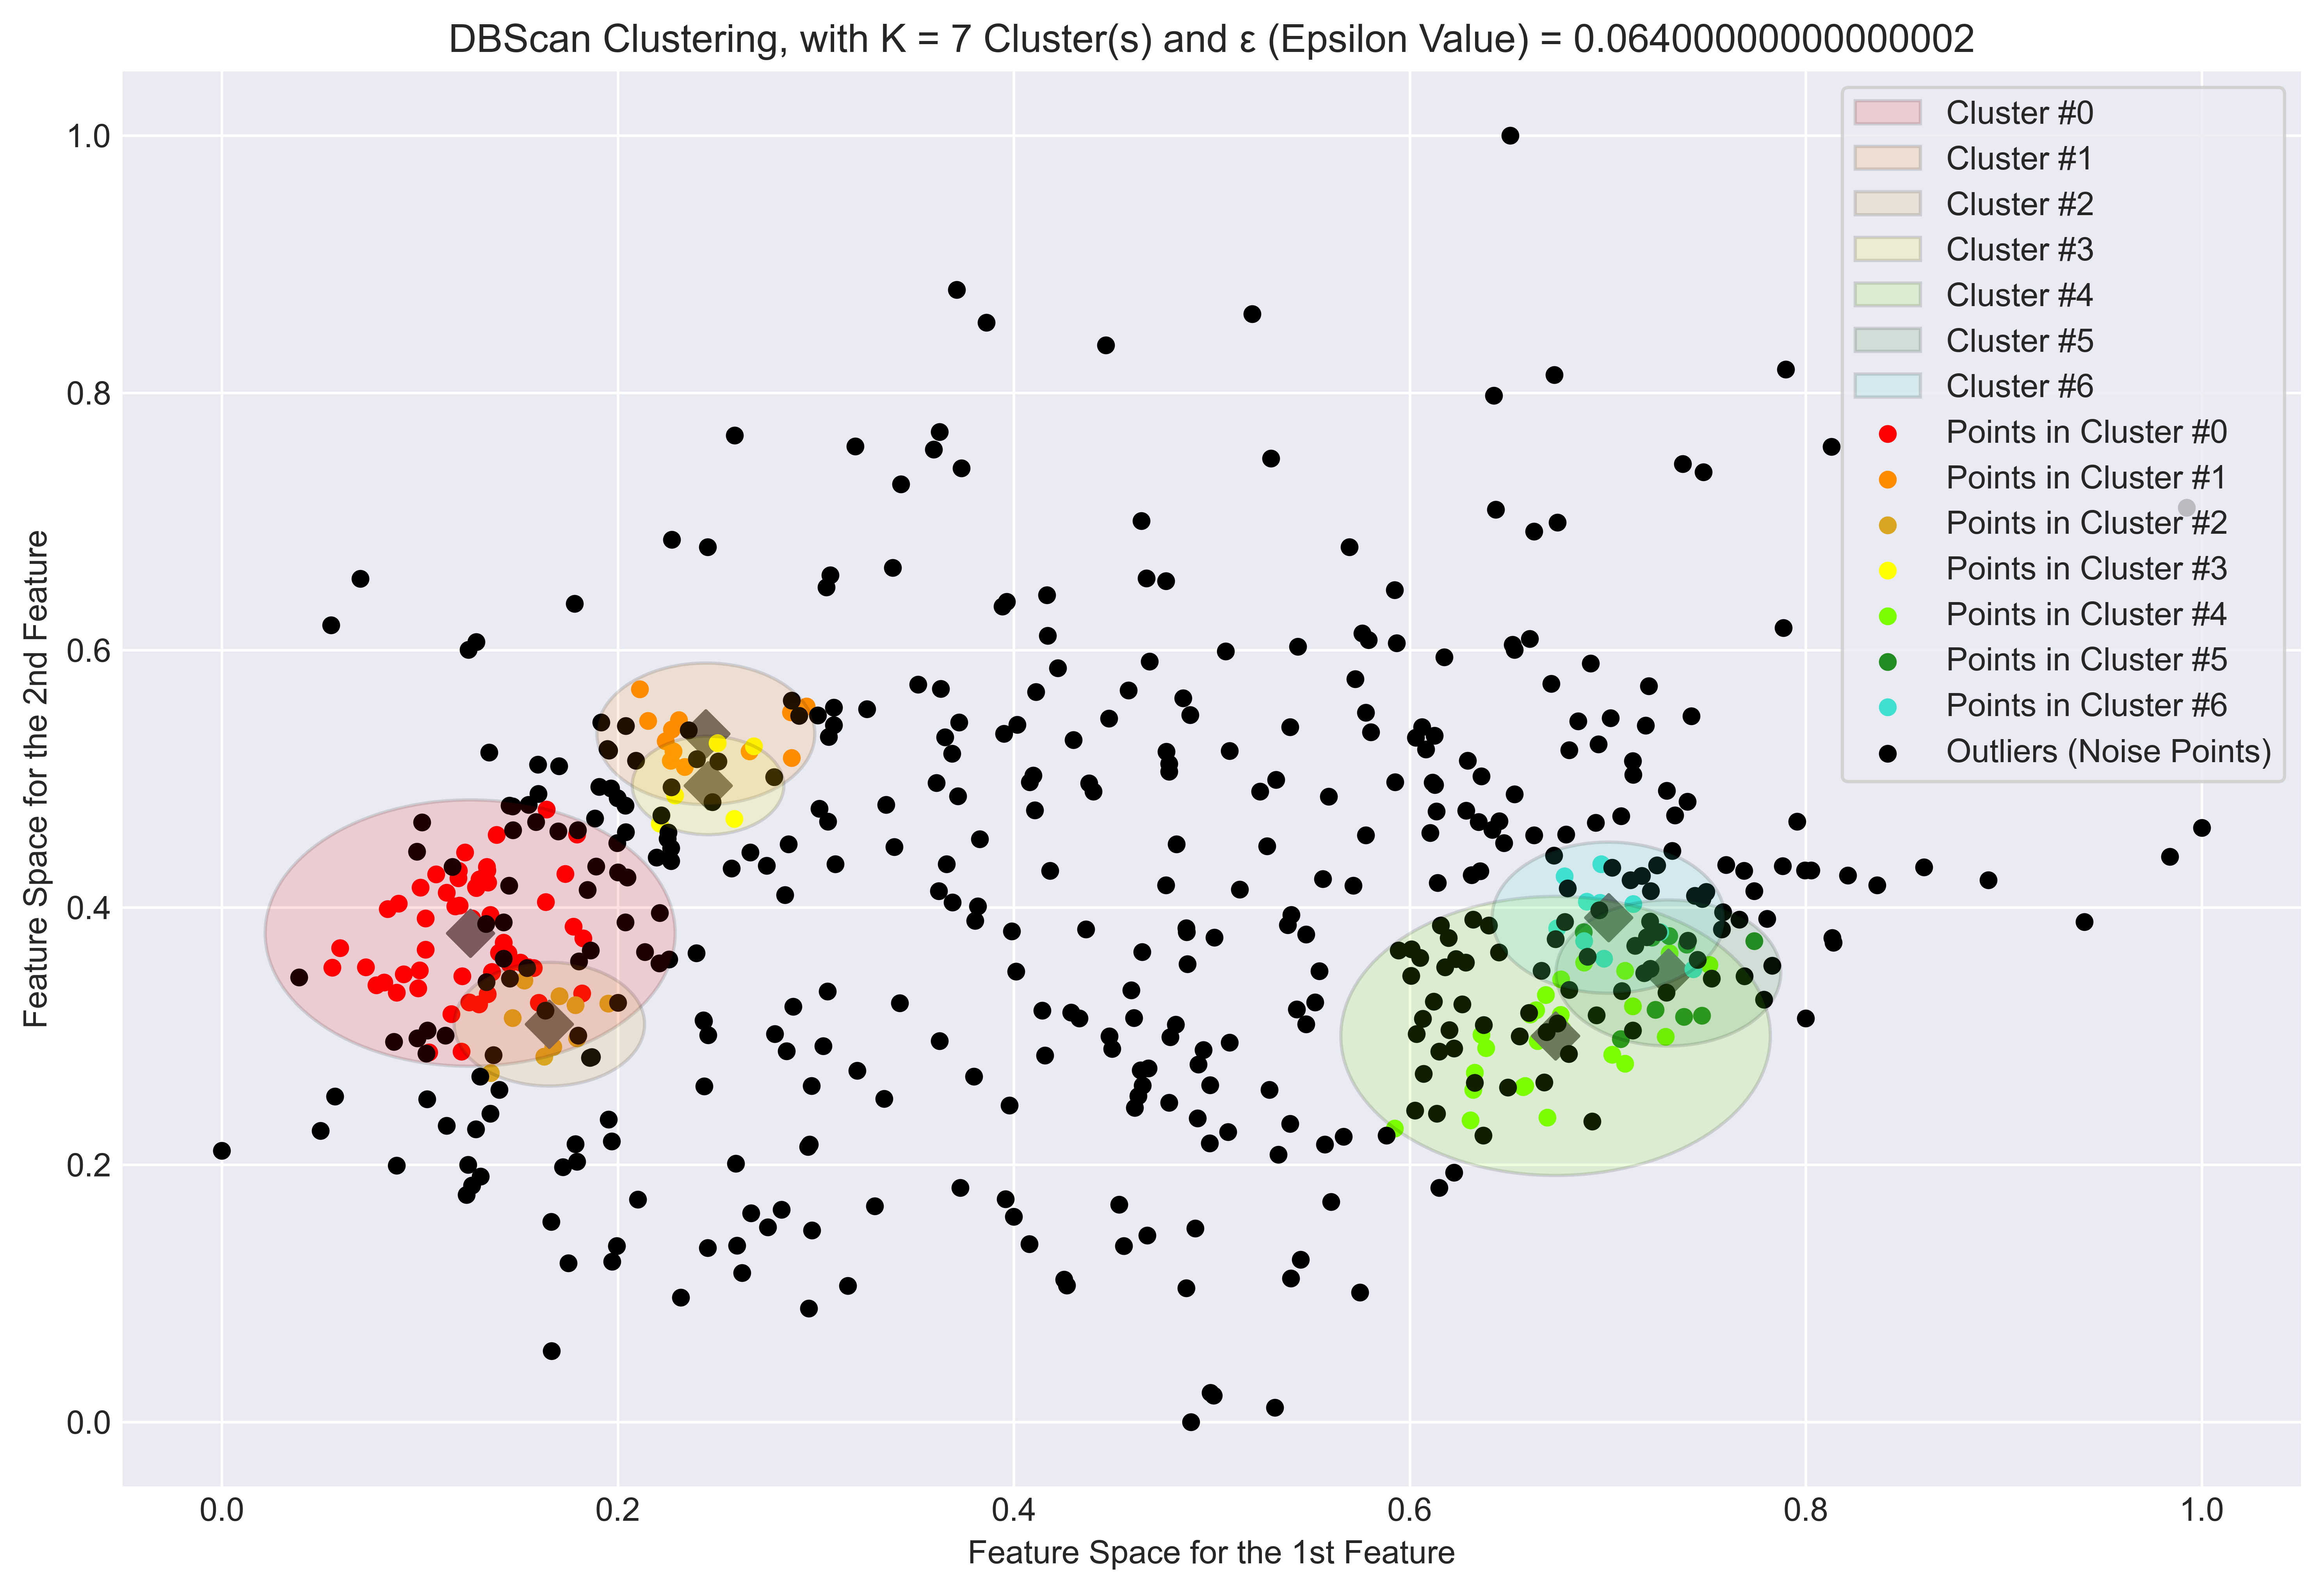 DBScan Clustering, with K = 7 Cluster(s) and ε (Epsilon Value) = 0.06400000000000002
Cluster #0
Cluster #1
Cluster #2
Cluster #3
Cluster #4
Cluster #5
Cluster #6
Points in Cluster #0
Points in Cluster #1
Points in Cluster #2
Points in Cluster #3
Points in Cluster #4
Points in Cluster #5
Points in Cluster #6
Outliers (Noise Points)
Feature Space for the 2nd Feature
1.0
0.8
0.6
0.4
0.2
0.0
0.0 0.2 0.4 0.6 0.8 1.0
Feature Space for the 1st Feature